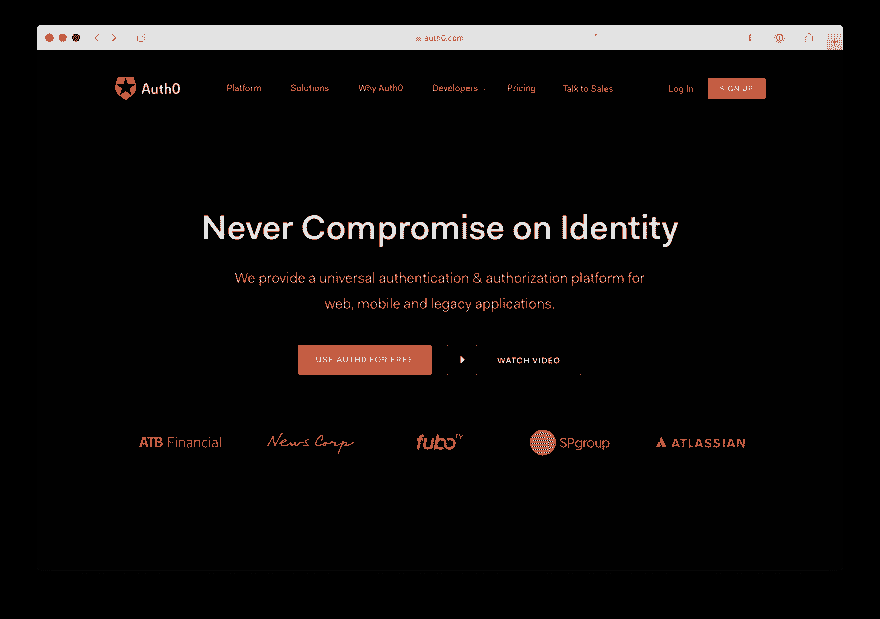 auth0.com
Auth0 Platform Solutions Why Auth0 Developers Pricing Talk to Sales Log In SIGN UP
Never Compromise on Identity
We provide a universal authentication & authorization platform for
web, mobile and legacy applications.
USE AUTH0 FOR FREE WATCH VIDEO
ATB Financial News Corp fubo TV SPgroup ATLASSIAN